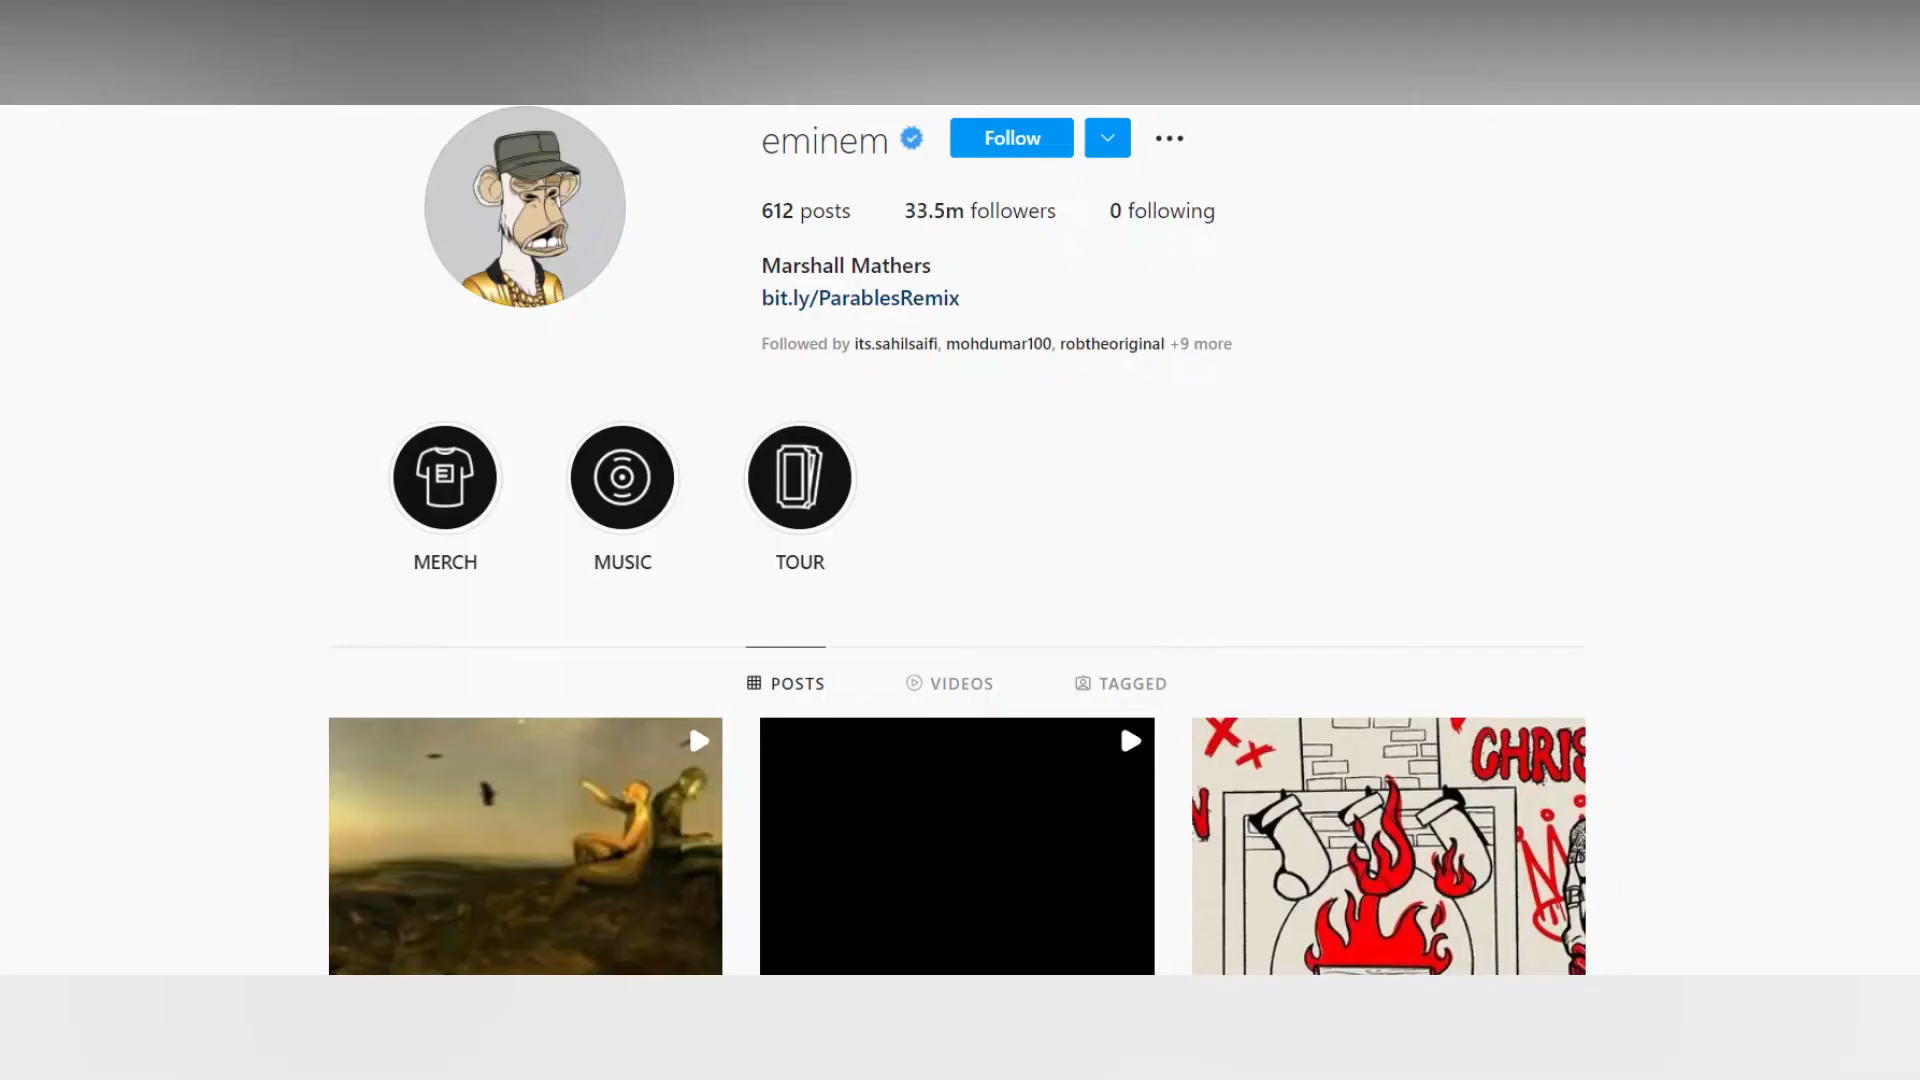 eminem
Follow
612 posts 33.5m followers 0 following
Marshall Mathers
bit.ly/ParablesRemix
Followed by its.sahilsaifi, mohdumar100, robtheoriginal +9 more
E
MERCH MUSIC TOUR
POSTS VIDEOS TAGGED
CHRIS